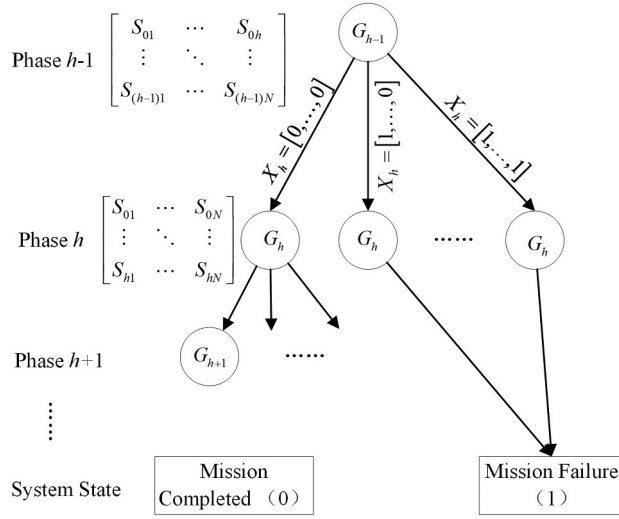 Phase h-1
S01 ⋯ S0h
⋮ ⋱ ⋮
S(h−1)1 ⋯ S(h−1)N
Gh−1
Xh=[0,…,0]
Xh=[1,…,0]
Xh=[1,…,1]
Phase h
S01 ⋯ S0N
⋮ ⋱ ⋮
Sh1 ⋯ ShN
Gh
Gh
……
Gh
Phase h+1
Gh+1
……
System State
Mission
Completed （0）
Mission Failure
（1）